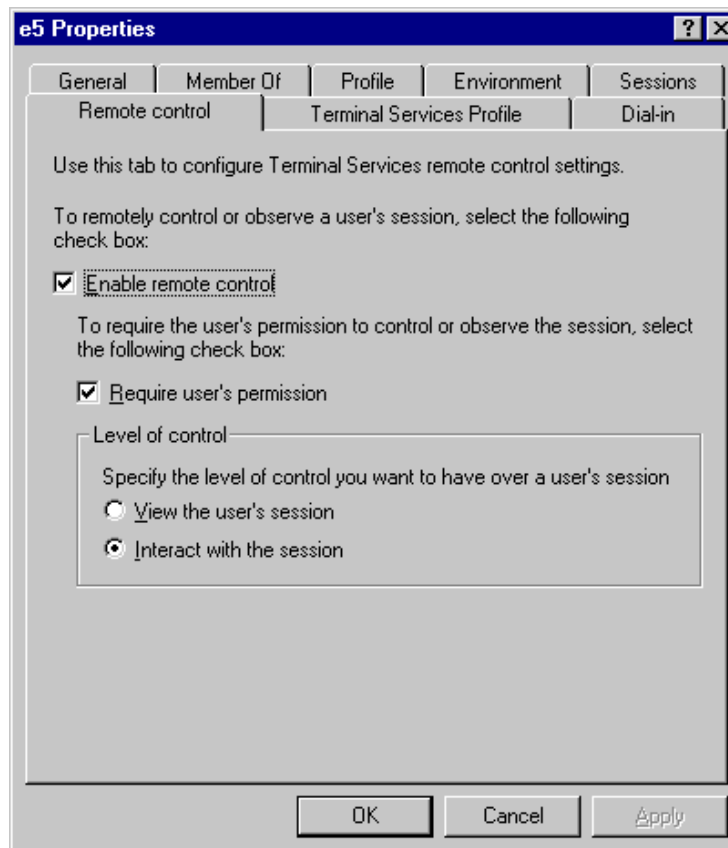 e5 Properties
General Member Of Profile Environment Sessions
Remote control Terminal Services Profile Dial-in
Use this tab to configure Terminal Services remote control settings.
To remotely control or observe a user's session, select the following
check box:
Enable remote control
To require the user's permission to control or observe the session, select
the following check box:
Require user's permission
Level of control
Specify the level of control you want to have over a user's session
View the user's session
Interact with the session
OK Cancel Apply